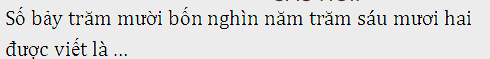 Số bảy trăm mười bốn nghìn năm trăm sáu mươi hai
được viết là ...